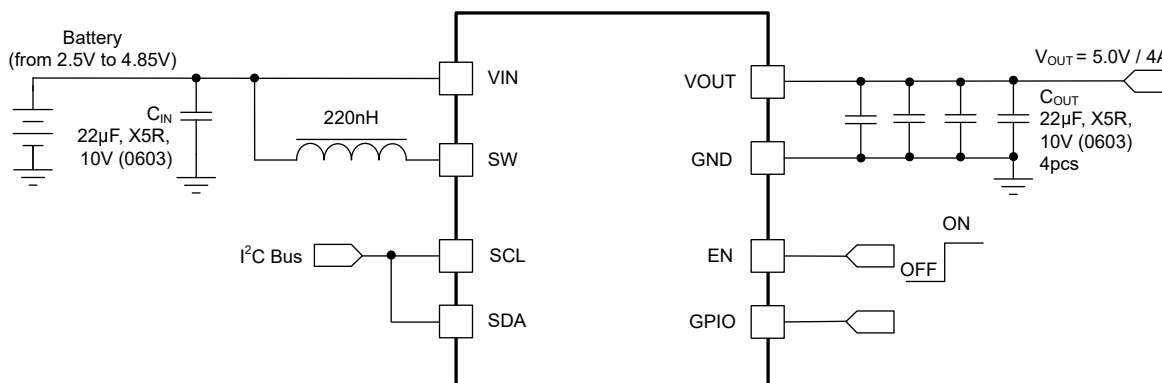 Battery
(from 2.5V to 4.85V)
VIN
VOUT
V_OUT = 5.0V / 4A
C_IN
22µF, X5R,
10V (0603)
220nH
C_OUT
22µF, X5R,
10V (0603)
4pcs
SW
GND
I²C Bus
SCL
EN
ON
OFF
SDA
GPIO